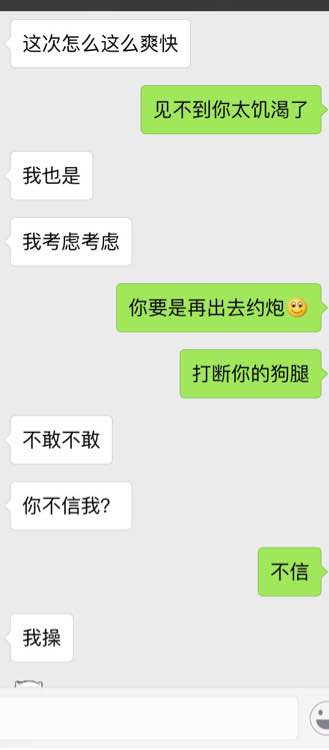 这次怎么这么爽快
见不到你太饥渴了
我也是
我考虑考虑
你要是再出去约炮
打断你的狗腿
不敢不敢
你不信我?
不信
我操